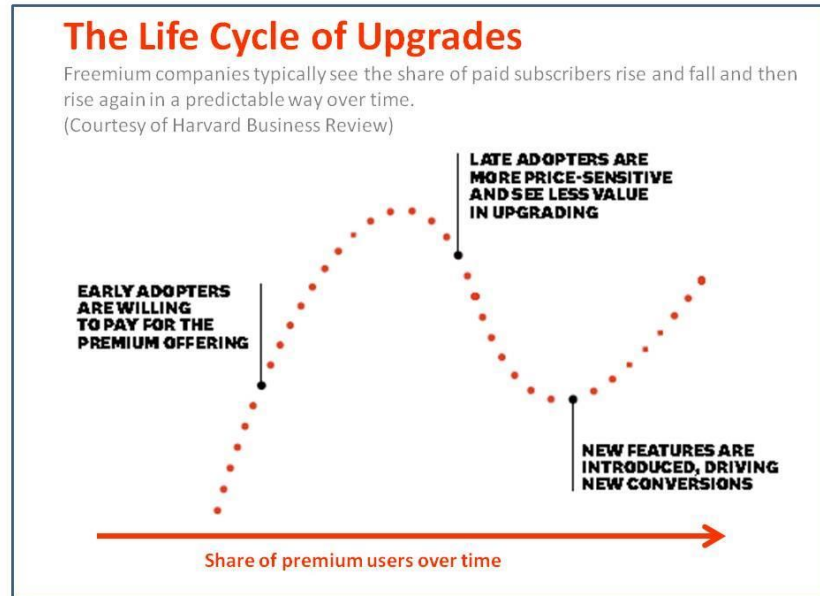 The Life Cycle of Upgrades
Freemium companies typically see the share of paid subscribers rise and fall and then
rise again in a predictable way over time.
(Courtesy of Harvard Business Review)
LATE ADOPTERS ARE
MORE PRICE-SENSITIVE
AND SEE LESS VALUE
IN UPGRADING
EARLY ADOPTERS
ARE WILLING
TO PAY FOR THE
PREMIUM OFFERING
NEW FEATURES ARE
INTRODUCED, DRIVING
NEW CONVERSIONS
Share of premium users over time